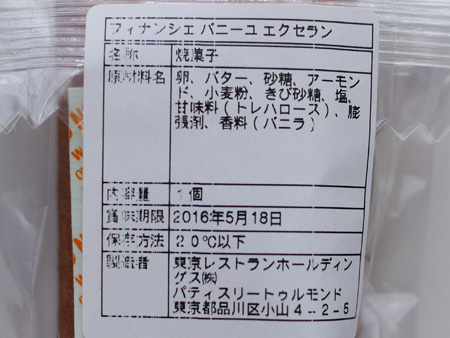 フィナンシェ バニーユ エクセラン
名 称 焼菓子
原材料名 卵、バター、砂糖、アーモン
ド、小麦粉、きび砂糖、塩、
甘味料(トレハロース)、膨
張剤、香料(バニラ)
内容量 1個
賞味期限 2016年5月18日
保存方法 20℃以下
製造者 東京レストランホールディン
グス㈱
パティスリートゥルモンド
東京都品川区小山4-2-5